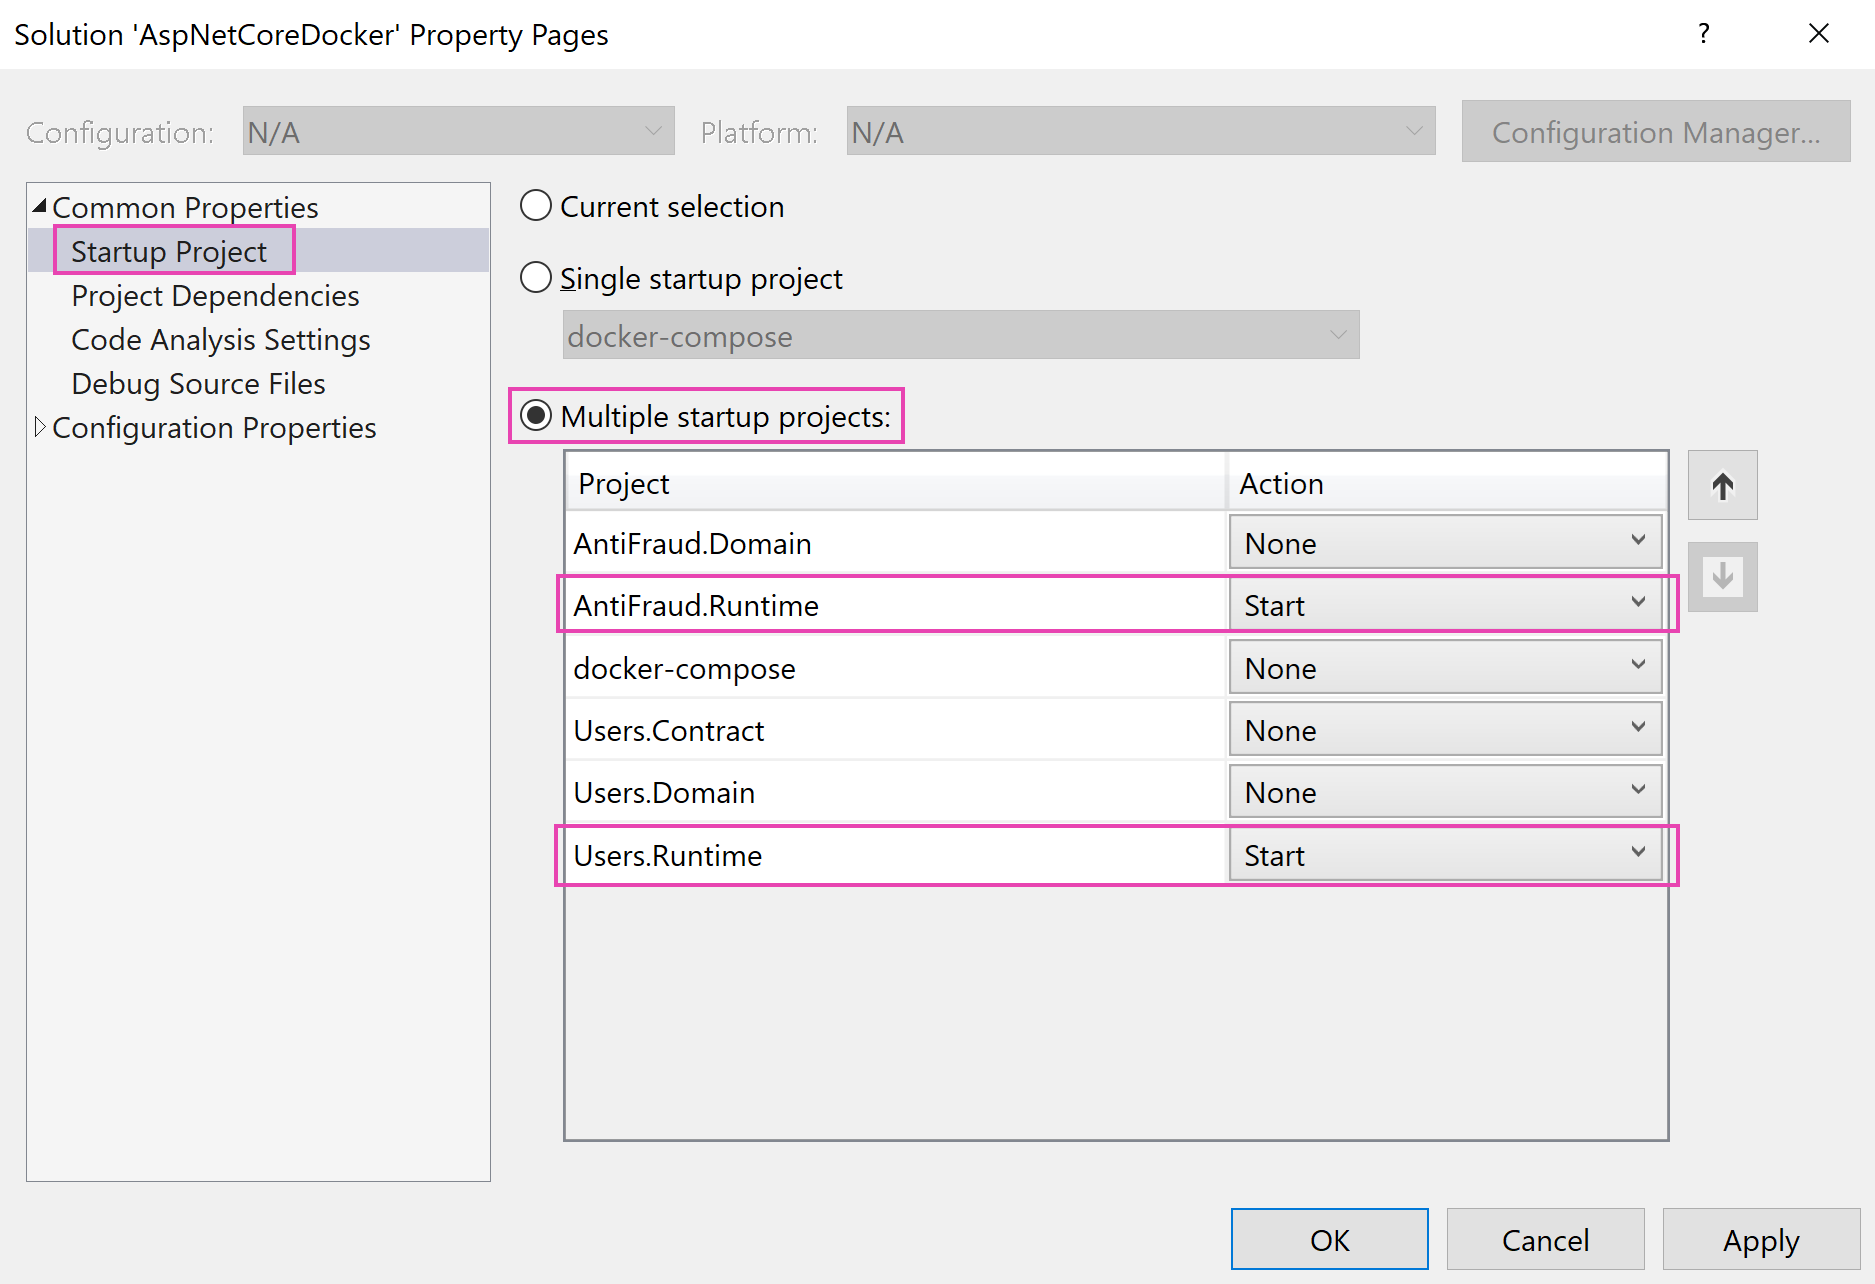 Solution 'AspNetCoreDocker' Property Pages ?
Configuration: N/A Platform: N/A Configuration Manager...
Common Properties
Startup Project
Project Dependencies
Code Analysis Settings
Debug Source Files
Configuration Properties
Current selection
Single startup project
docker-compose
Multiple startup projects:
Project Action
AntiFraud.Domain None
AntiFraud.Runtime Start
docker-compose None
Users.Contract None
Users.Domain None
Users.Runtime Start
OK Cancel Apply